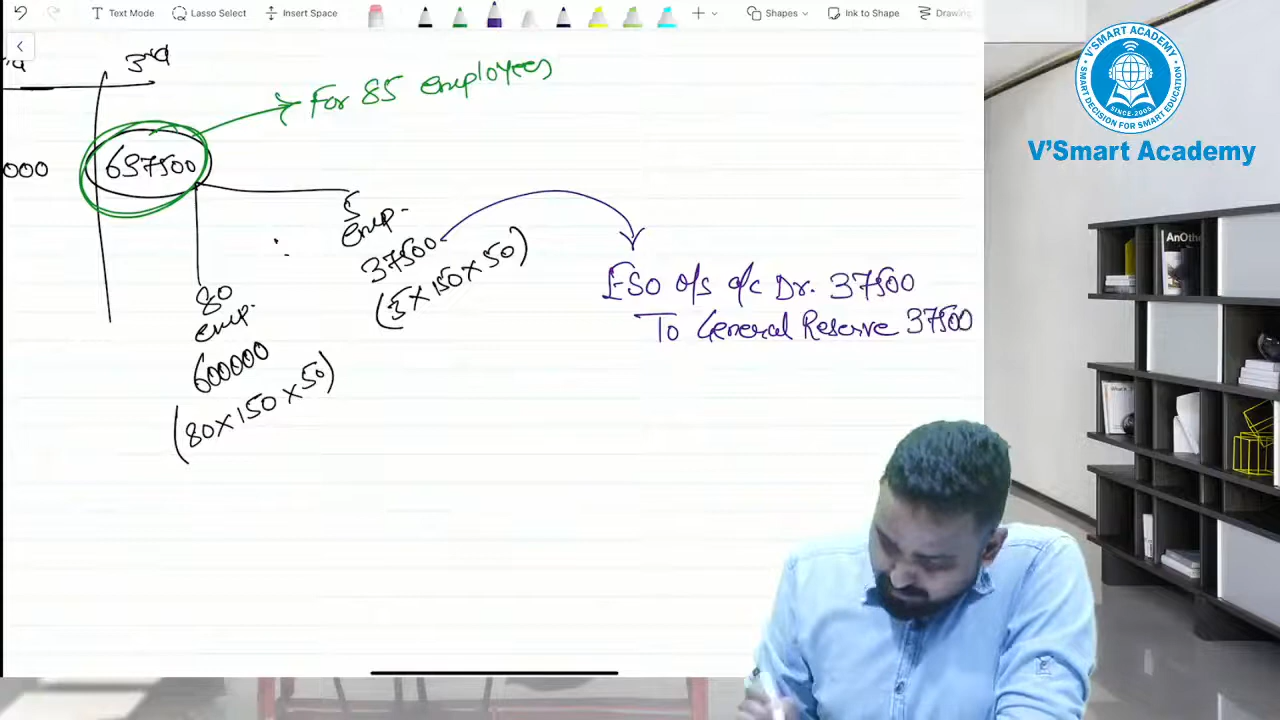 Text Mode
Lasso Select
Insert Space
Shapes
Ink to Shape
Drawing
3rd
For 85 employees
000
637500
5
emp.
37500
(5×150×50)
80
emp.
600000
(80×150×50)
ESO o/s a/c Dr. 37500
To General Reserve 37500
V'SMART ACADEMY
SMART DECISION FOR SMART EDUCATION
SINCE-2005
V'Smart Academy